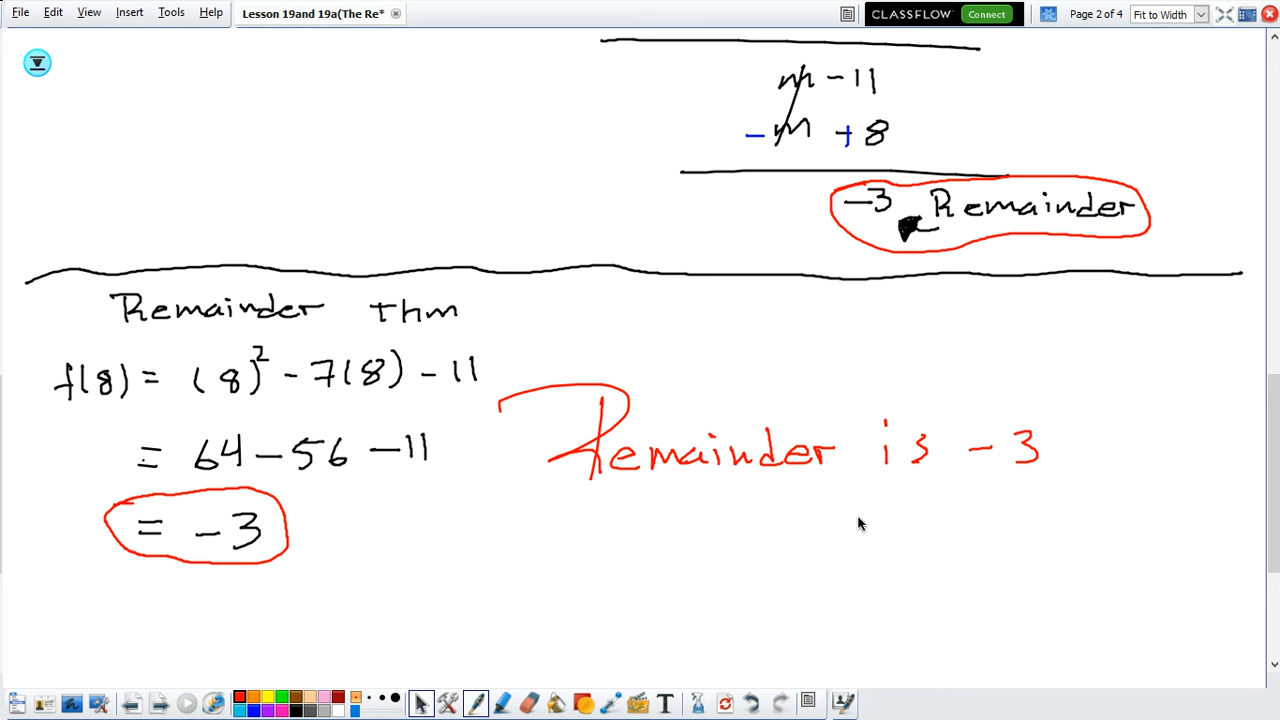 File Edit View Insert Tools Help Lesson 19and 19a(The Re* CLASSFLOW Connect Page 2 of 4 Fit to Width
m - 11
- m + 8
-3 Remainder
Remainder thm
f(8) = (8)² - 7(8) - 11
= 64 - 56 - 11
Remainder is - 3
= - 3